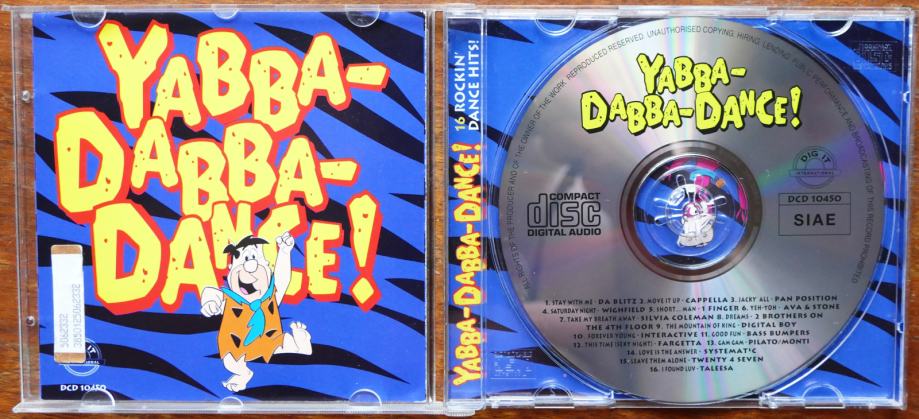 YABBA-
DABBA-
DANCE!
5062332
3850125062332
DIG IT
INTERNATIONAL
DCD 10450
YABBA-DABBA-DANCE!
16 ROCKIN'
DANCE HITS!
ALL RIGHTS OF THE PRODUCER AND OF THE OWNER OF THE WORK REPRODUCED RESERVED. UNAUTHORISED COPYING, HIRING, LENDING, PUBLIC PERFORMANCE AND BROADCASTING OF THIS RECORD PROHIBITED
YABBA-
DABBA-DANCE!
COMPACT
disc
DIGITAL AUDIO
DIG IT
INTERNATIONAL
DCD 10450
SIAE
1. STAY WITH ME · DA BLITZ 2. MOVE IT UP · CAPPELLA 3. JACKY ALL · PAN POSITION
4. SATURDAY NIGHT · WIGHFIELD 5. SHORT... MAN · 1 FINGER 6. YEH-YOH · AVA & STONE
7. TAKE MY BREATH AWAY · SILVIA COLEMAN 8. DREAMS · 2 BROTHERS ON
THE 4TH FLOOR 9. THE MOUNTAIN OF KING · DIGITAL BOY
10. FOREVER YOUNG · INTERACTIVE 11. GOOD FUN · BASS BUMPERS
12. THIS TIME (SEXY NIGHT) · FARGETTA 13. GAM GAM · PILATO/MONTI
14. LOVE IS THE ANSWER · SYSTEMATIC
15. LEAVE THEM ALONE · TWENTY 4 SEVEN
16. I FOUND LUV · TALEESA